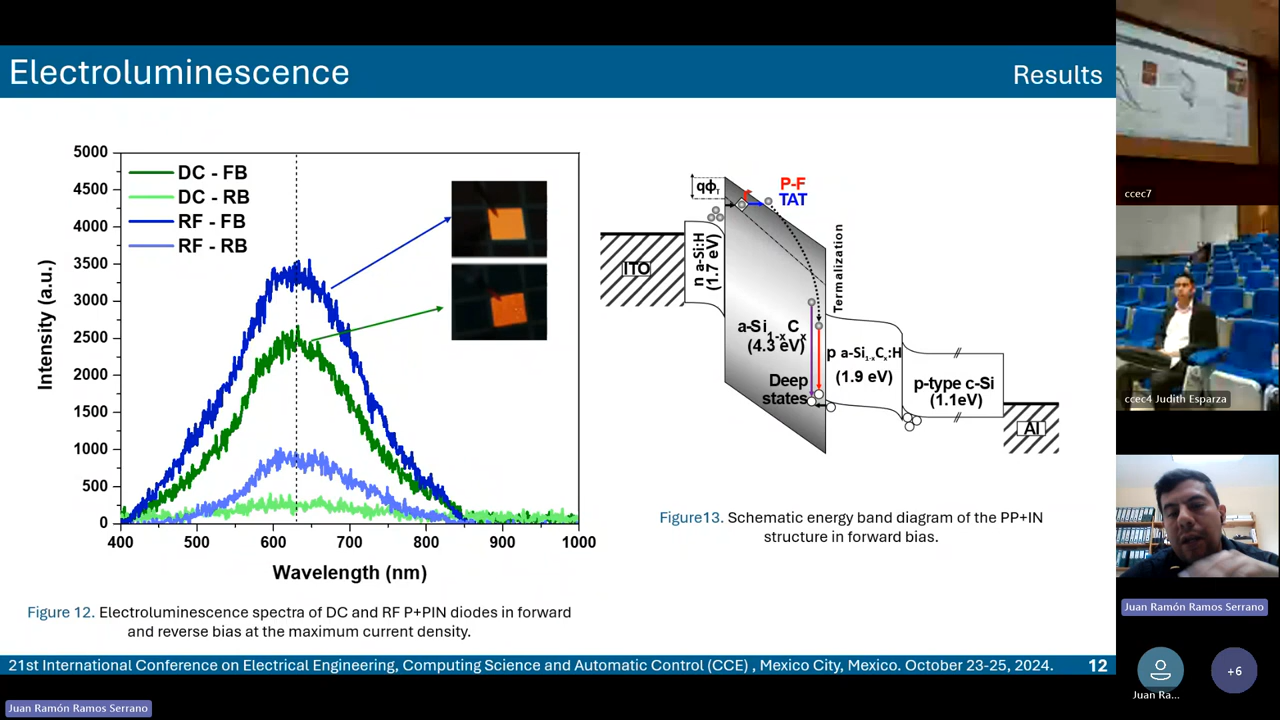 Electroluminescence
Results
5000
4500
4000
3500
3000
2500
2000
1500
1000
500
0
400
500
600
700
800
900
1000
Intensity (a.u.)
Wavelength (nm)
DC - FB
DC - RB
RF - FB
RF - RB
Figure 12. Electroluminescence spectra of DC and RF P+PIN diodes in forward
and reverse bias at the maximum current density.
qϕT
P-F
TAT
ITO
n a-Si:H
(1.7 eV)
a-Si1-xCx
(4.3 eV)
Deep
states
Termalization
p a-Si1-xCx:H
(1.9 eV)
p-type c-Si
(1.1eV)
Al
Figure13. Schematic energy band diagram of the PP+IN
structure in forward bias.
21st International Conference on Electrical Engineering, Computing Science and Automatic Control (CCE) , Mexico City, Mexico. October 23-25, 2024.
12
Juan Ramón Ramos Serrano
ccec7
ccec4 Judith Esparza
Juan Ramón Ramos Serrano
Juan Ra...
+6